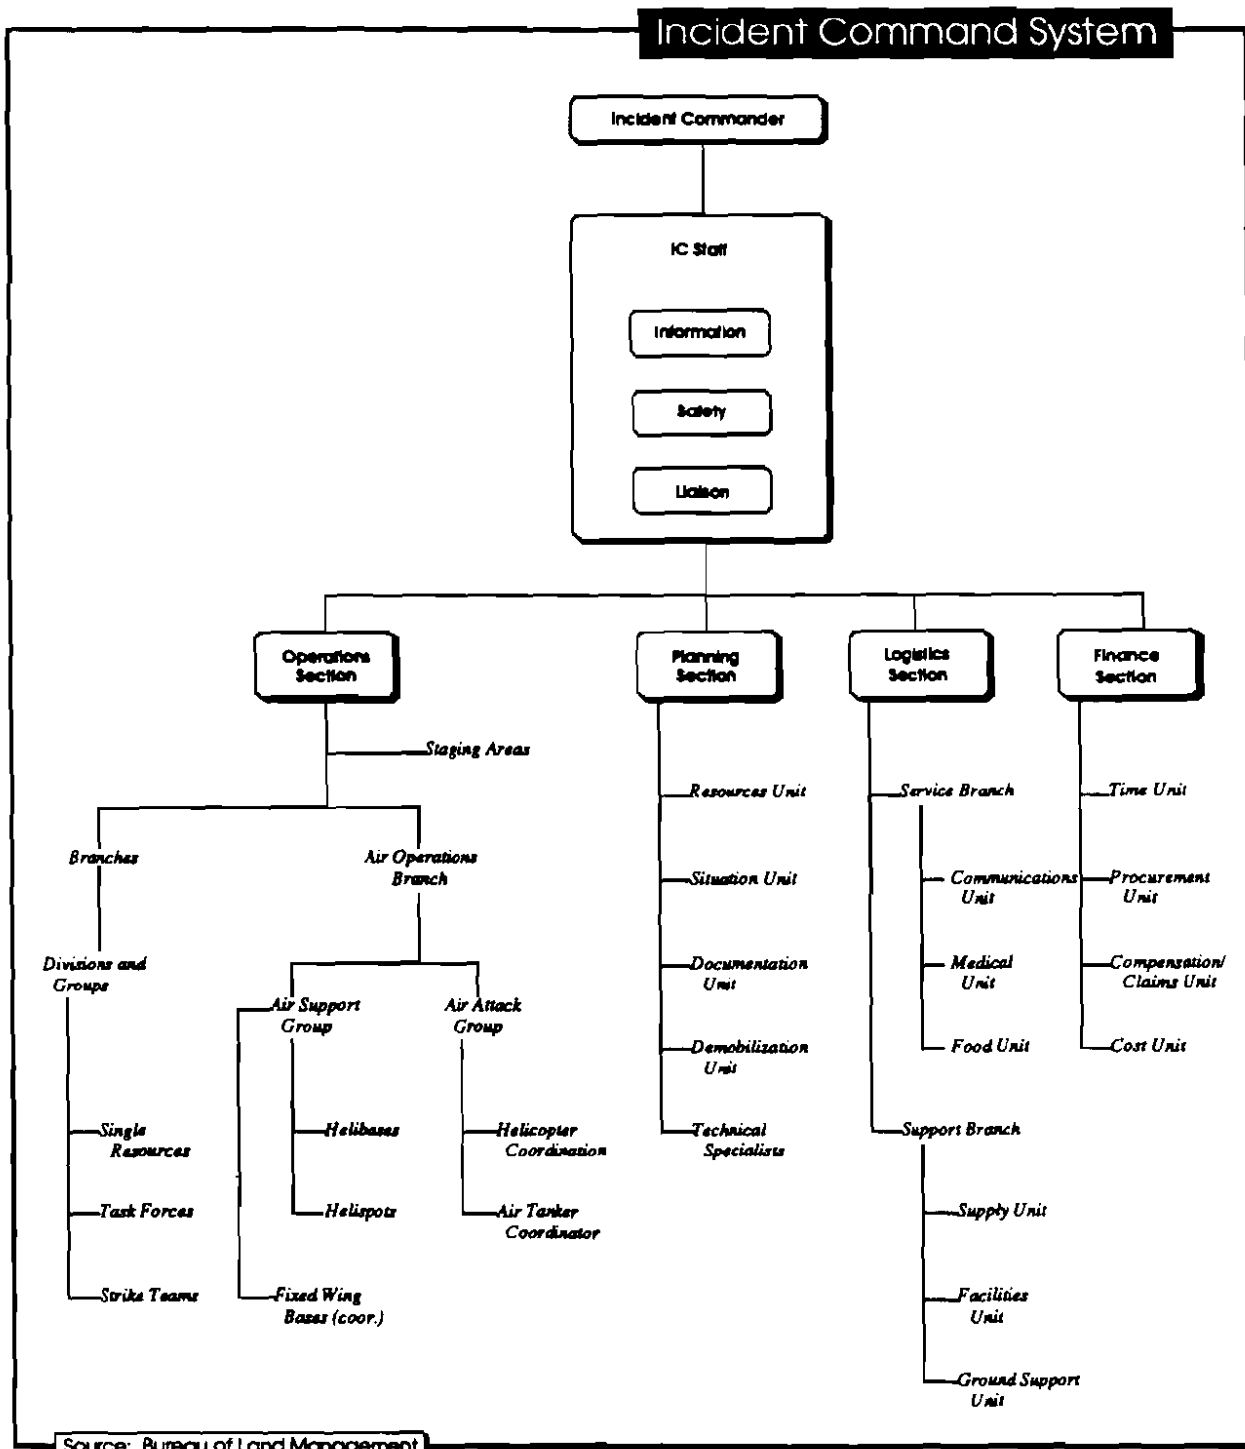 Incident Command System
Incident Commander
IC Staff
Information
Safety
Liaison
Operations
Section
Planning
Section
Logistics
Section
Finance
Section
Staging Areas
Branches
Air Operations
Branch
Divisions and
Groups
Air Support
Group
Air Attack
Group
Single
Resources
Task Forces
Strike Teams
Helibases
Helispots
Fixed Wing
Bases (coor.)
Helicopter
Coordination
Air Tanker
Coordinator
Resources Unit
Situation Unit
Documentation
Unit
Demobilization
Unit
Technical
Specialists
Service Branch
Communications
Unit
Medical
Unit
Food Unit
Support Branch
Supply Unit
Facilities
Unit
Ground Support
Unit
Time Unit
Procurement
Unit
Compensation/
Claims Unit
Cost Unit
Source: Bureau of Land Management